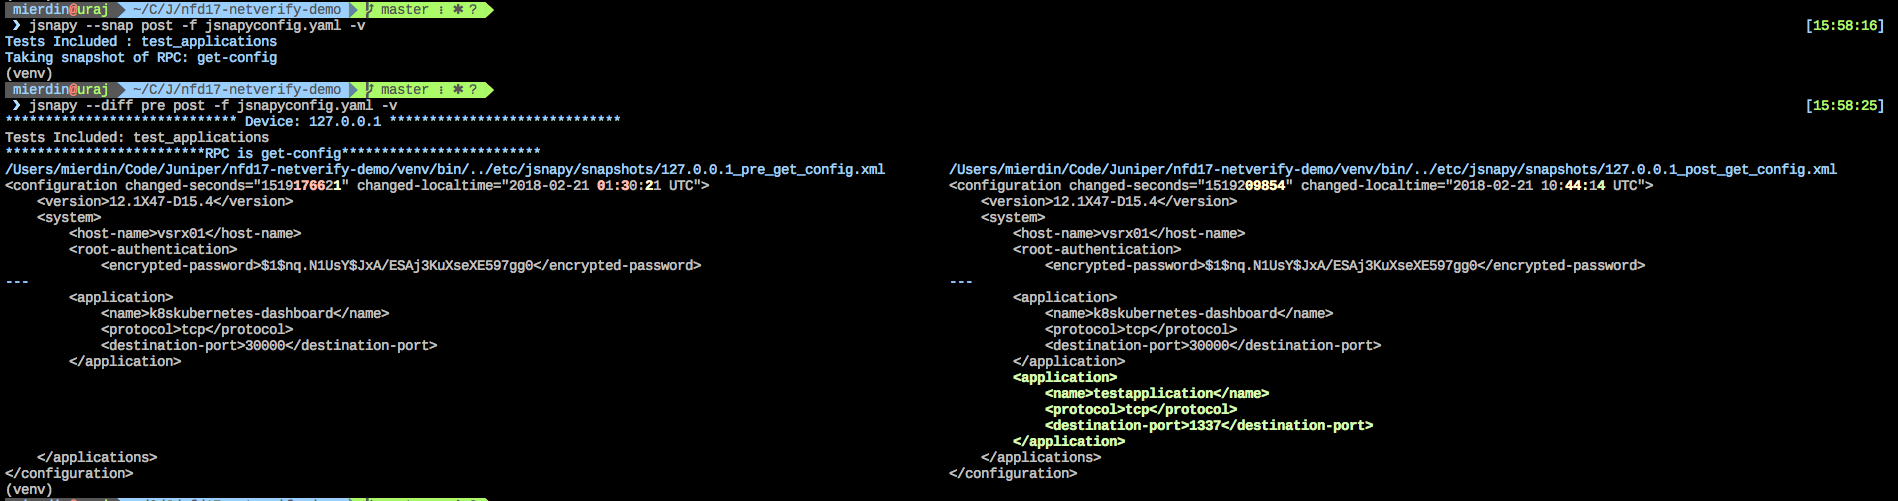 mierdin@uraj ~/C/J/nfd17-netverify-demo master ⋮ ✱ ?
❯ jsnapy --snap post -f jsnapyconfig.yaml -v [15:58:16]
Tests Included : test_applications
Taking snapshot of RPC: get-config
(venv)
mierdin@uraj ~/C/J/nfd17-netverify-demo master ⋮ ✱ ?
❯ jsnapy --diff pre post -f jsnapyconfig.yaml -v [15:58:25]
***************************** Device: 127.0.0.1 *****************************
Tests Included: test_applications
*************************RPC is get-config*************************
/Users/mierdin/Code/Juniper/nfd17-netverify-demo/venv/bin/../etc/jsnapy/snapshots/127.0.0.1_pre_get_config.xml
<configuration changed-seconds="1519176621" changed-localtime="2018-02-21 01:30:21 UTC">
<version>12.1X47-D15.4</version>
<system>
<host-name>vsrx01</host-name>
<root-authentication>
<encrypted-password>$1$nq.N1UsY$JxA/ESAj3KuXseXE597gg0</encrypted-password>
---
<application>
<name>k8skubernetes-dashboard</name>
<protocol>tcp</protocol>
<destination-port>30000</destination-port>
</application>
</applications>
</configuration>
/Users/mierdin/Code/Juniper/nfd17-netverify-demo/venv/bin/../etc/jsnapy/snapshots/127.0.0.1_post_get_config.xml
<configuration changed-seconds="1519209854" changed-localtime="2018-02-21 10:44:14 UTC">
<version>12.1X47-D15.4</version>
<system>
<host-name>vsrx01</host-name>
<root-authentication>
<encrypted-password>$1$nq.N1UsY$JxA/ESAj3KuXseXE597gg0</encrypted-password>
---
<application>
<name>k8skubernetes-dashboard</name>
<protocol>tcp</protocol>
<destination-port>30000</destination-port>
</application>
<application>
<name>testapplication</name>
<protocol>tcp</protocol>
<destination-port>1337</destination-port>
</application>
</applications>
</configuration>
(venv)